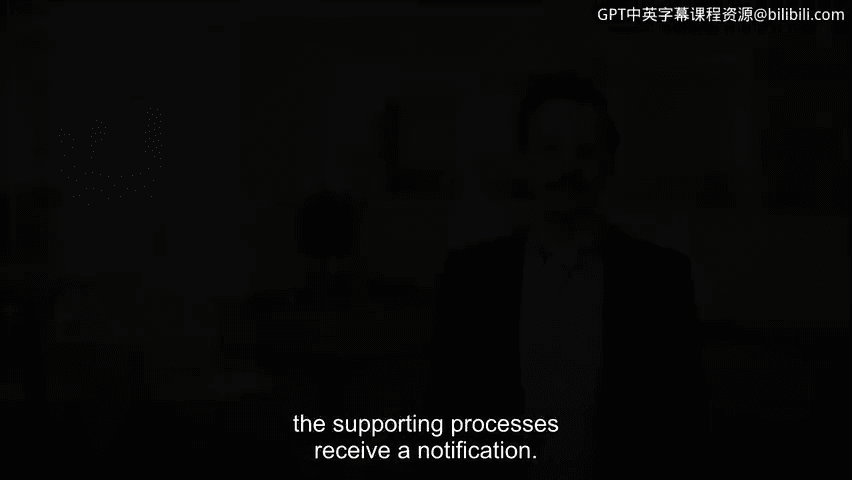 GPT中英字幕课程资源@bilibili.com
the supporting processes
receive a notification.